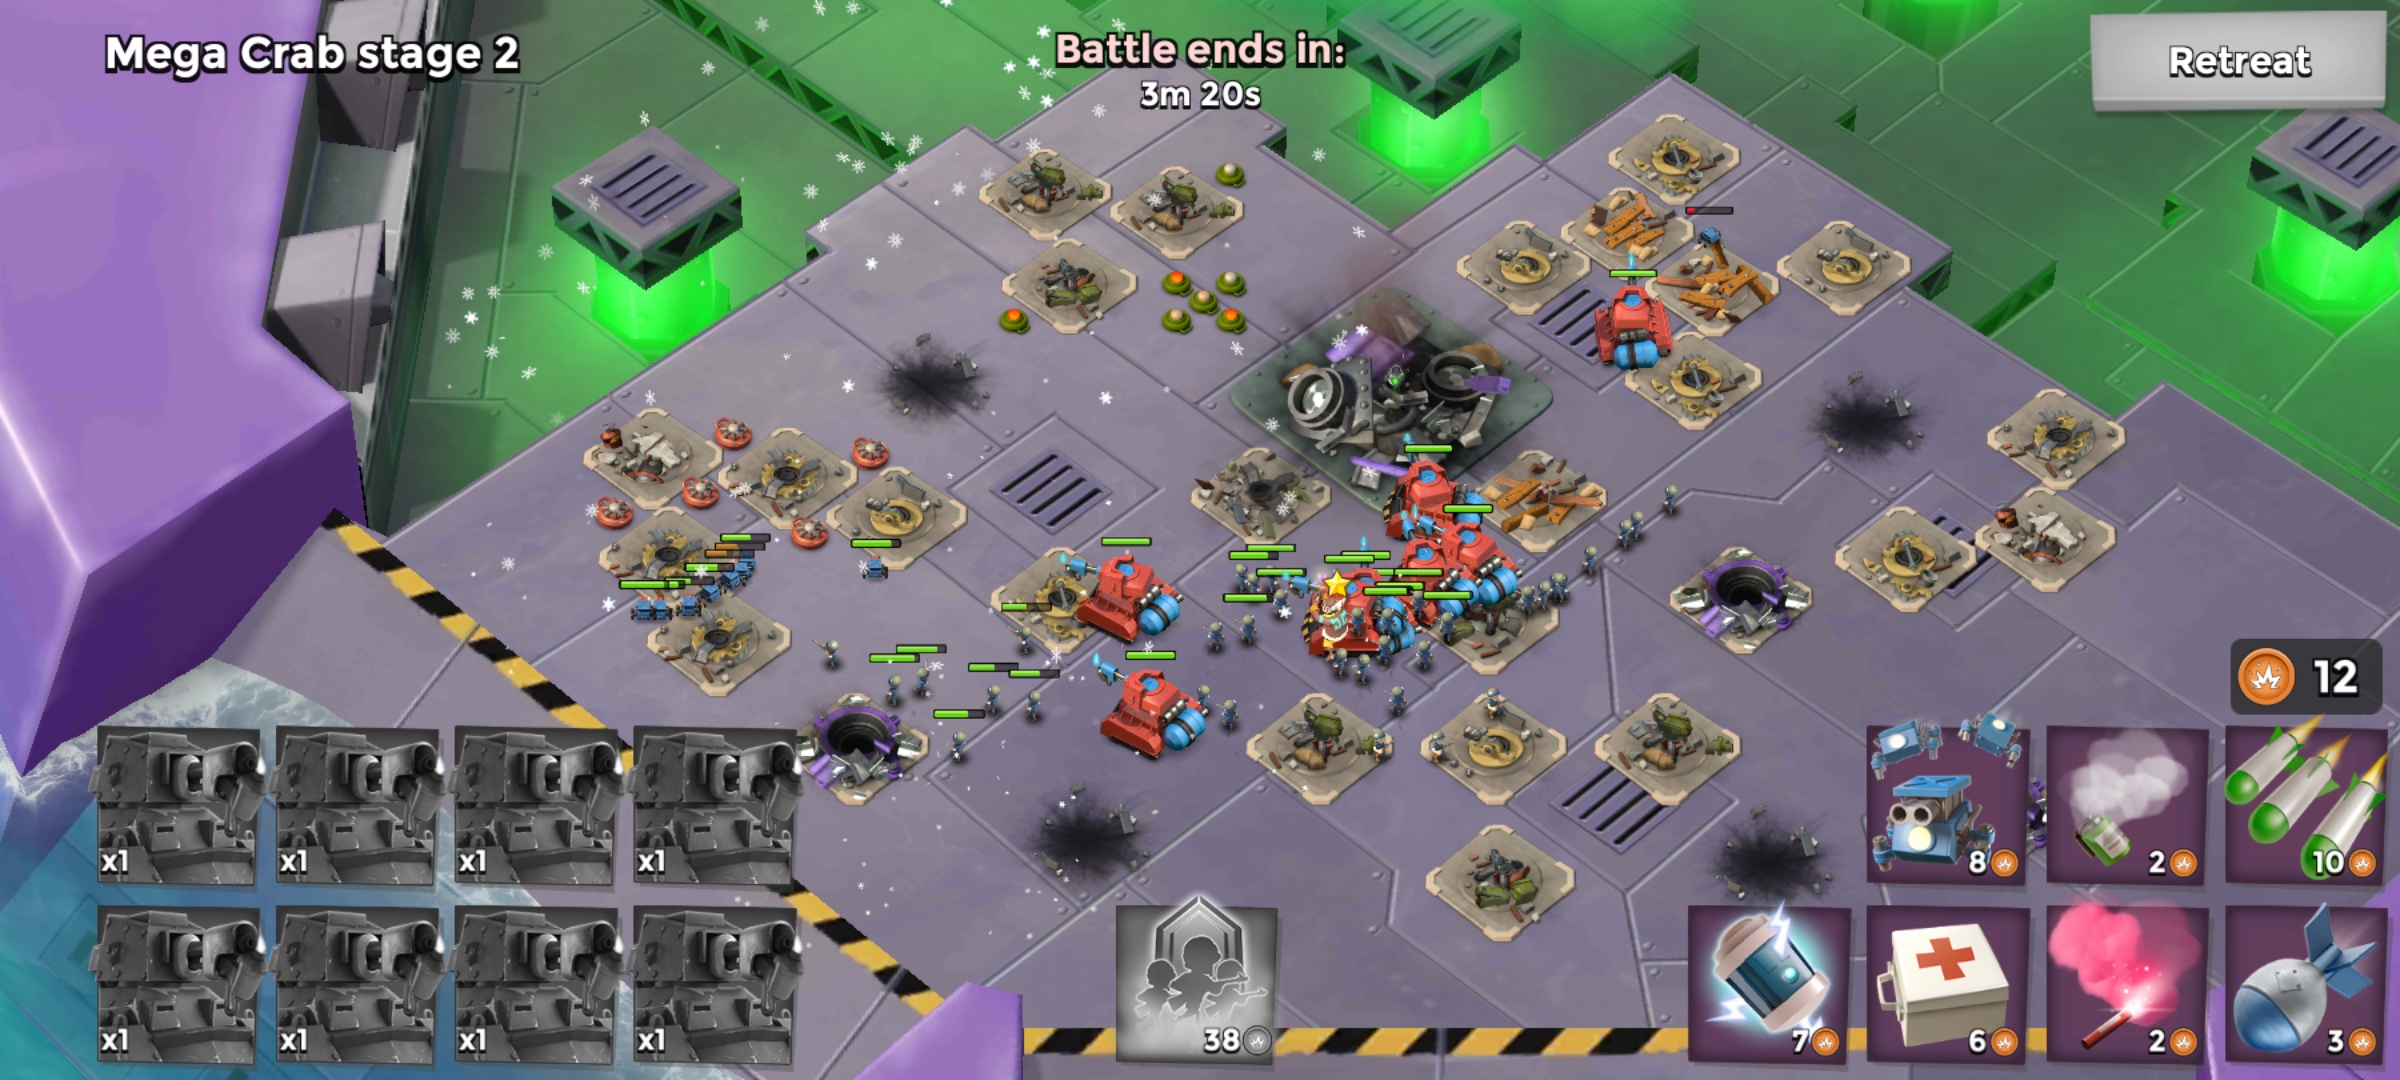 Mega Crab stage 2
Battle ends in:
3m 20s
Retreat
12
8
2
10
x1
x1
x1
x1
x1
x1
x1
x1
38
7
6
2
3